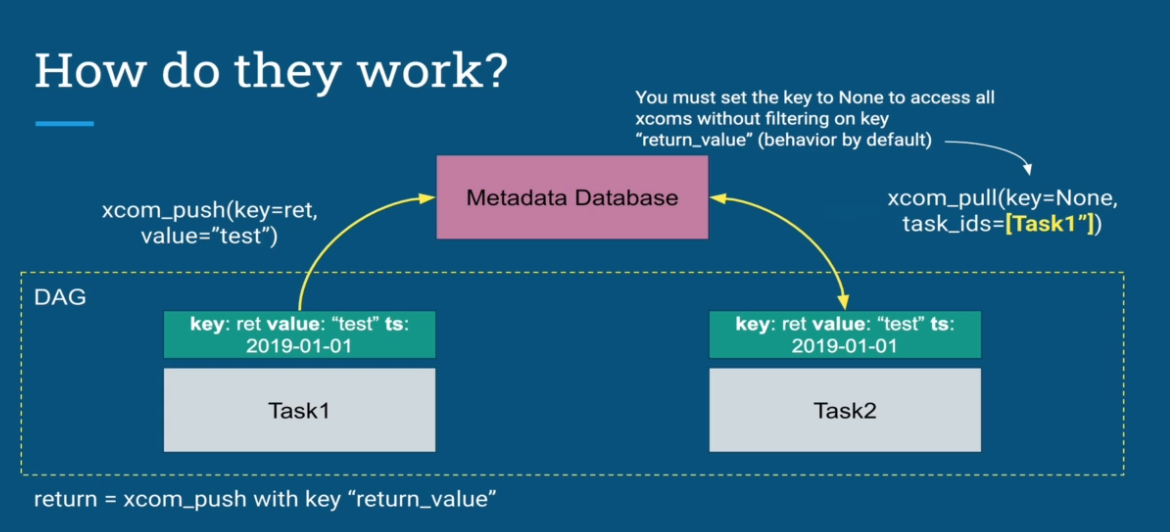 How do they work?
You must set the key to None to access all
xcoms without filtering on key
“return_value” (behavior by default)
xcom_push(key=ret,
value=”test”)
Metadata Database
xcom_pull(key=None,
task_ids=[Task1”])
DAG
key: ret value: “test” ts:
2019-01-01
key: ret value: “test” ts:
2019-01-01
Task1
Task2
return = xcom_push with key “return_value”